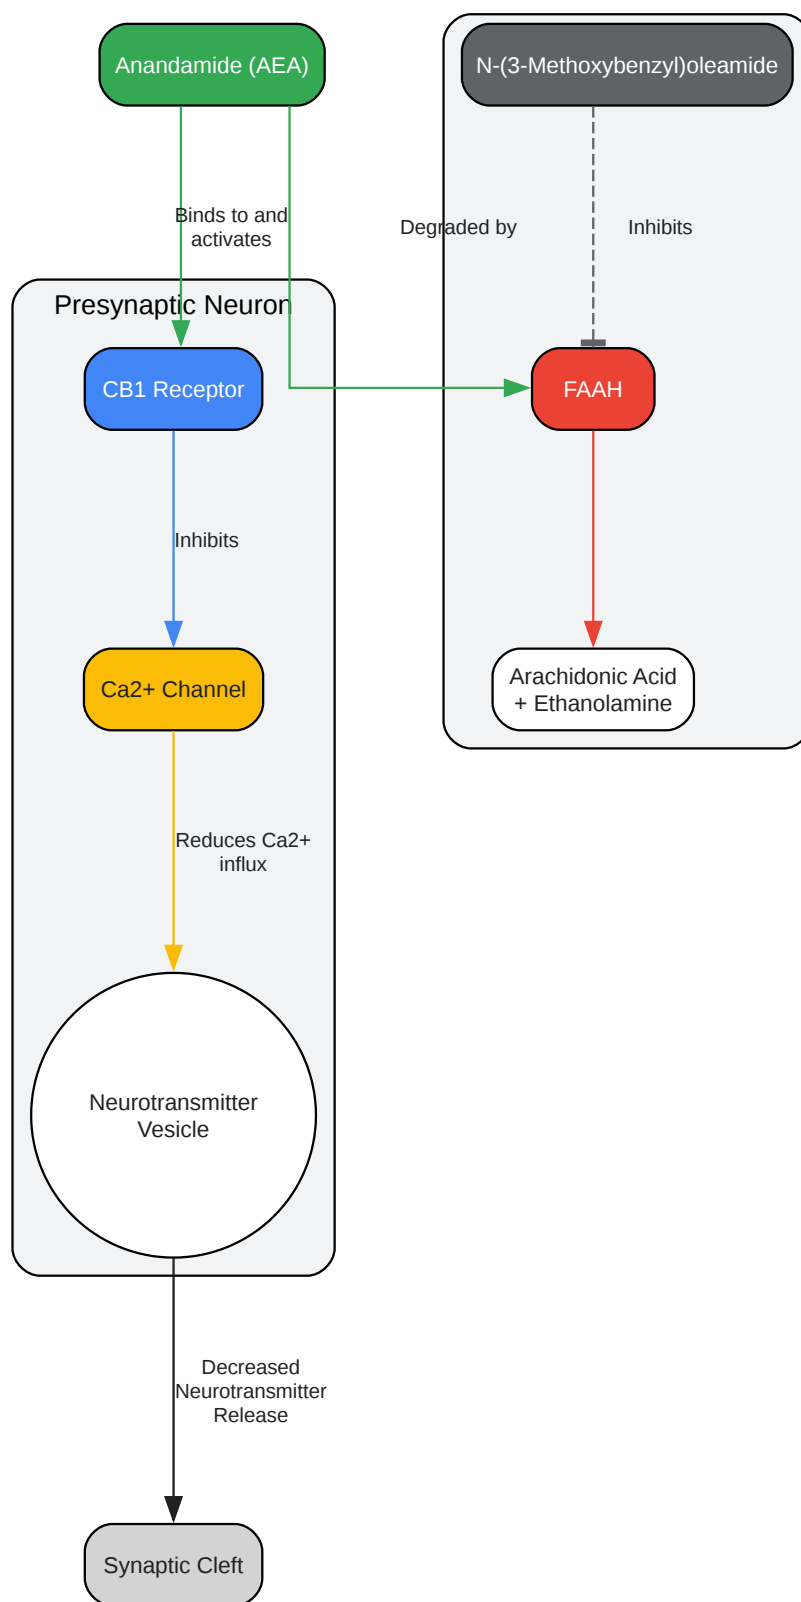 Anandamide (AEA)
N-(3-Methoxybenzyl)oleamide
Binds to and
activates
Degraded by
Inhibits
Presynaptic Neuron
CB1 Receptor
FAAH
Inhibits
Ca2+ Channel
Arachidonic Acid
+ Ethanolamine
Reduces Ca2+
influx
Neurotransmitter
Vesicle
Decreased
Neurotransmitter
Release
Synaptic Cleft